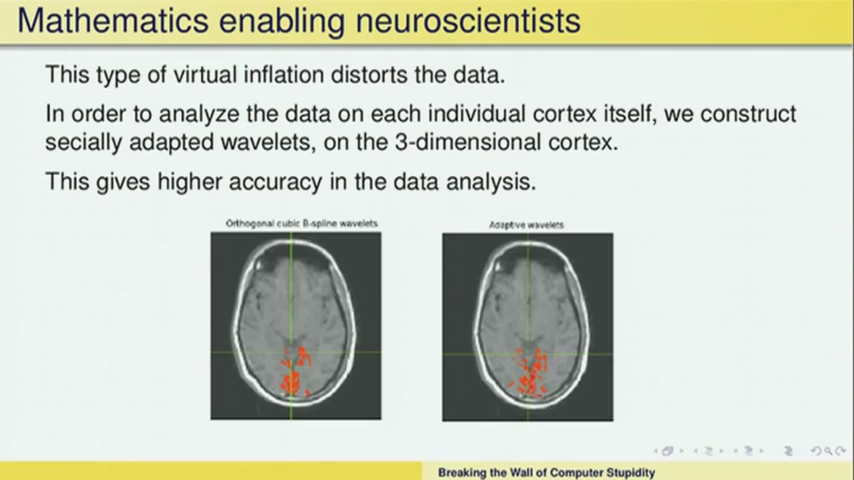 Mathematics enabling neuroscientists
This type of virtual inflation distorts the data.
In order to analyze the data on each individual cortex itself, we construct
secially adapted wavelets, on the 3-dimensional cortex.
This gives higher accuracy in the data analysis.
Orthogonal cubic B-spline wavelets
Adaptive wavelets
Breaking the Wall of Computer Stupidity